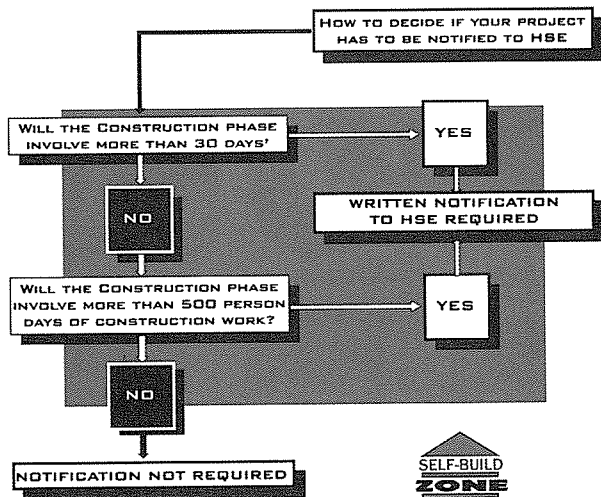 HOW TO DECIDE IF YOUR PROJECT
HAS TO BE NOTIFIED TO HSE
WILL THE CONSTRUCTION PHASE
INVOLVE MORE THAN 30 DAYS'
YES
NO
WRITTEN NOTIFICATION
TO HSE REQUIRED
WILL THE CONSTRUCTION PHASE
INVOLVE MORE THAN 500 PERSON
DAYS OF CONSTRUCTION WORK?
YES
NO
NOTIFICATION NOT REQUIRED
SELF-BUILD
ZONE